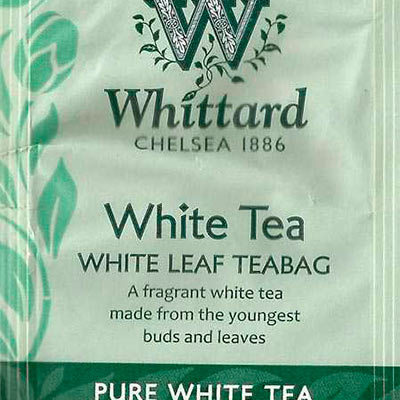 W
Whittard
CHELSEA 1886
White Tea
WHITE LEAF TEABAG
A fragrant white tea
made from the youngest
buds and leaves
PURE WHITE TEA